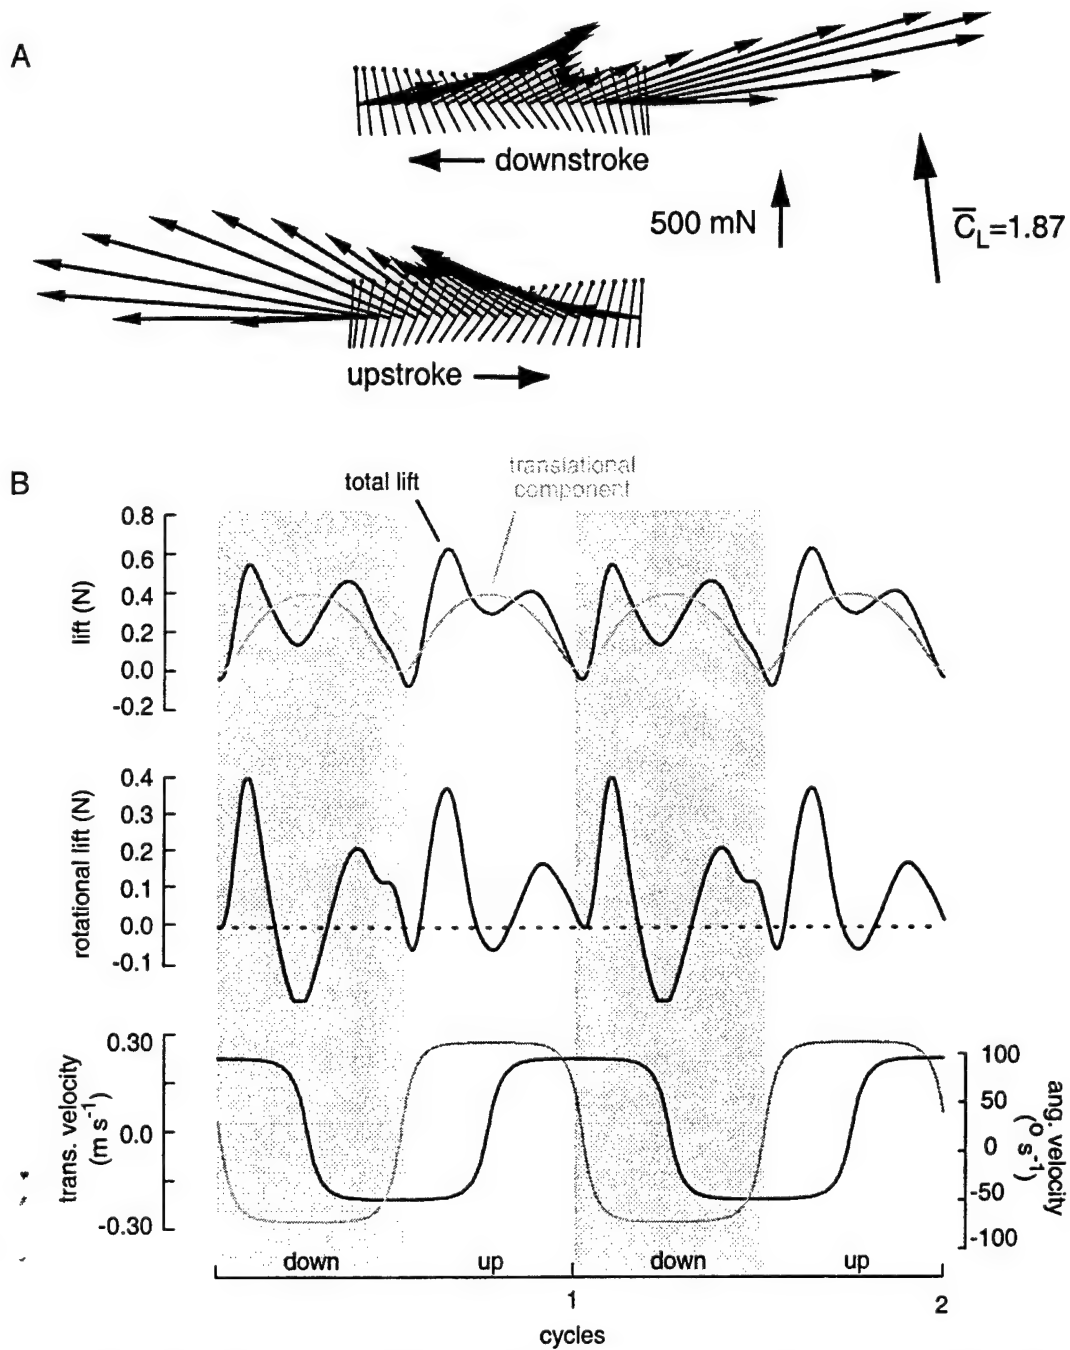 A
downstroke
500 mN
C̅L=1.87
upstroke
B
total lift
translational
component
lift (N)
0.8
0.6
0.4
0.2
0.0
-0.2
rotational lift (N)
0.4
0.3
0.2
0.1
0.0
-0.1
trans. velocity
(m s-1)
0.30
0.0
-0.30
100
50
0
-50
-100
ang. velocity
(o s-1)
down
up
down
up
1
2
cycles